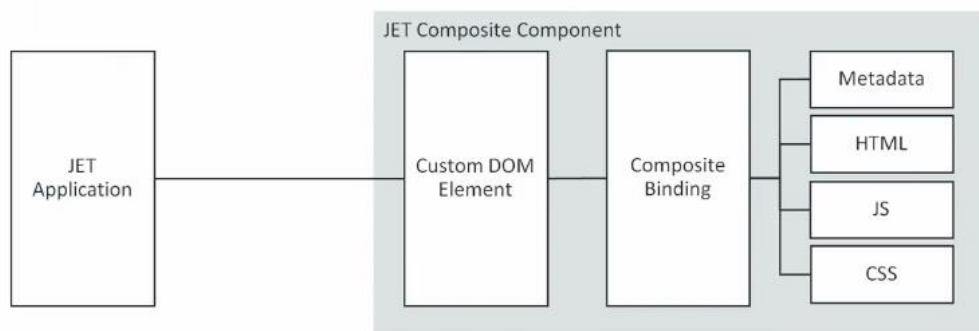 JET Composite Component
JET
Application
Custom DOM
Element
Composite
Binding
Metadata
HTML
JS
CSS